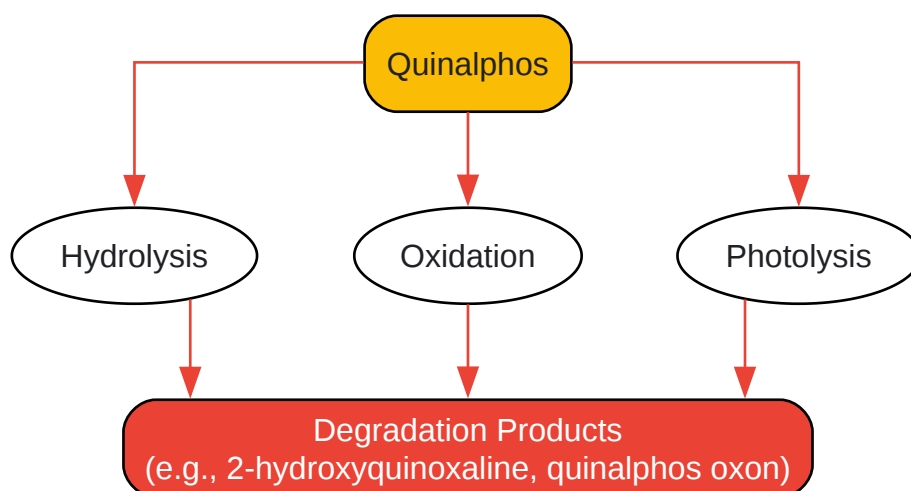 Quinalphos
Hydrolysis
Oxidation
Photolysis
Degradation Products
(e.g., 2-hydroxyquinoxaline, quinalphos oxon)